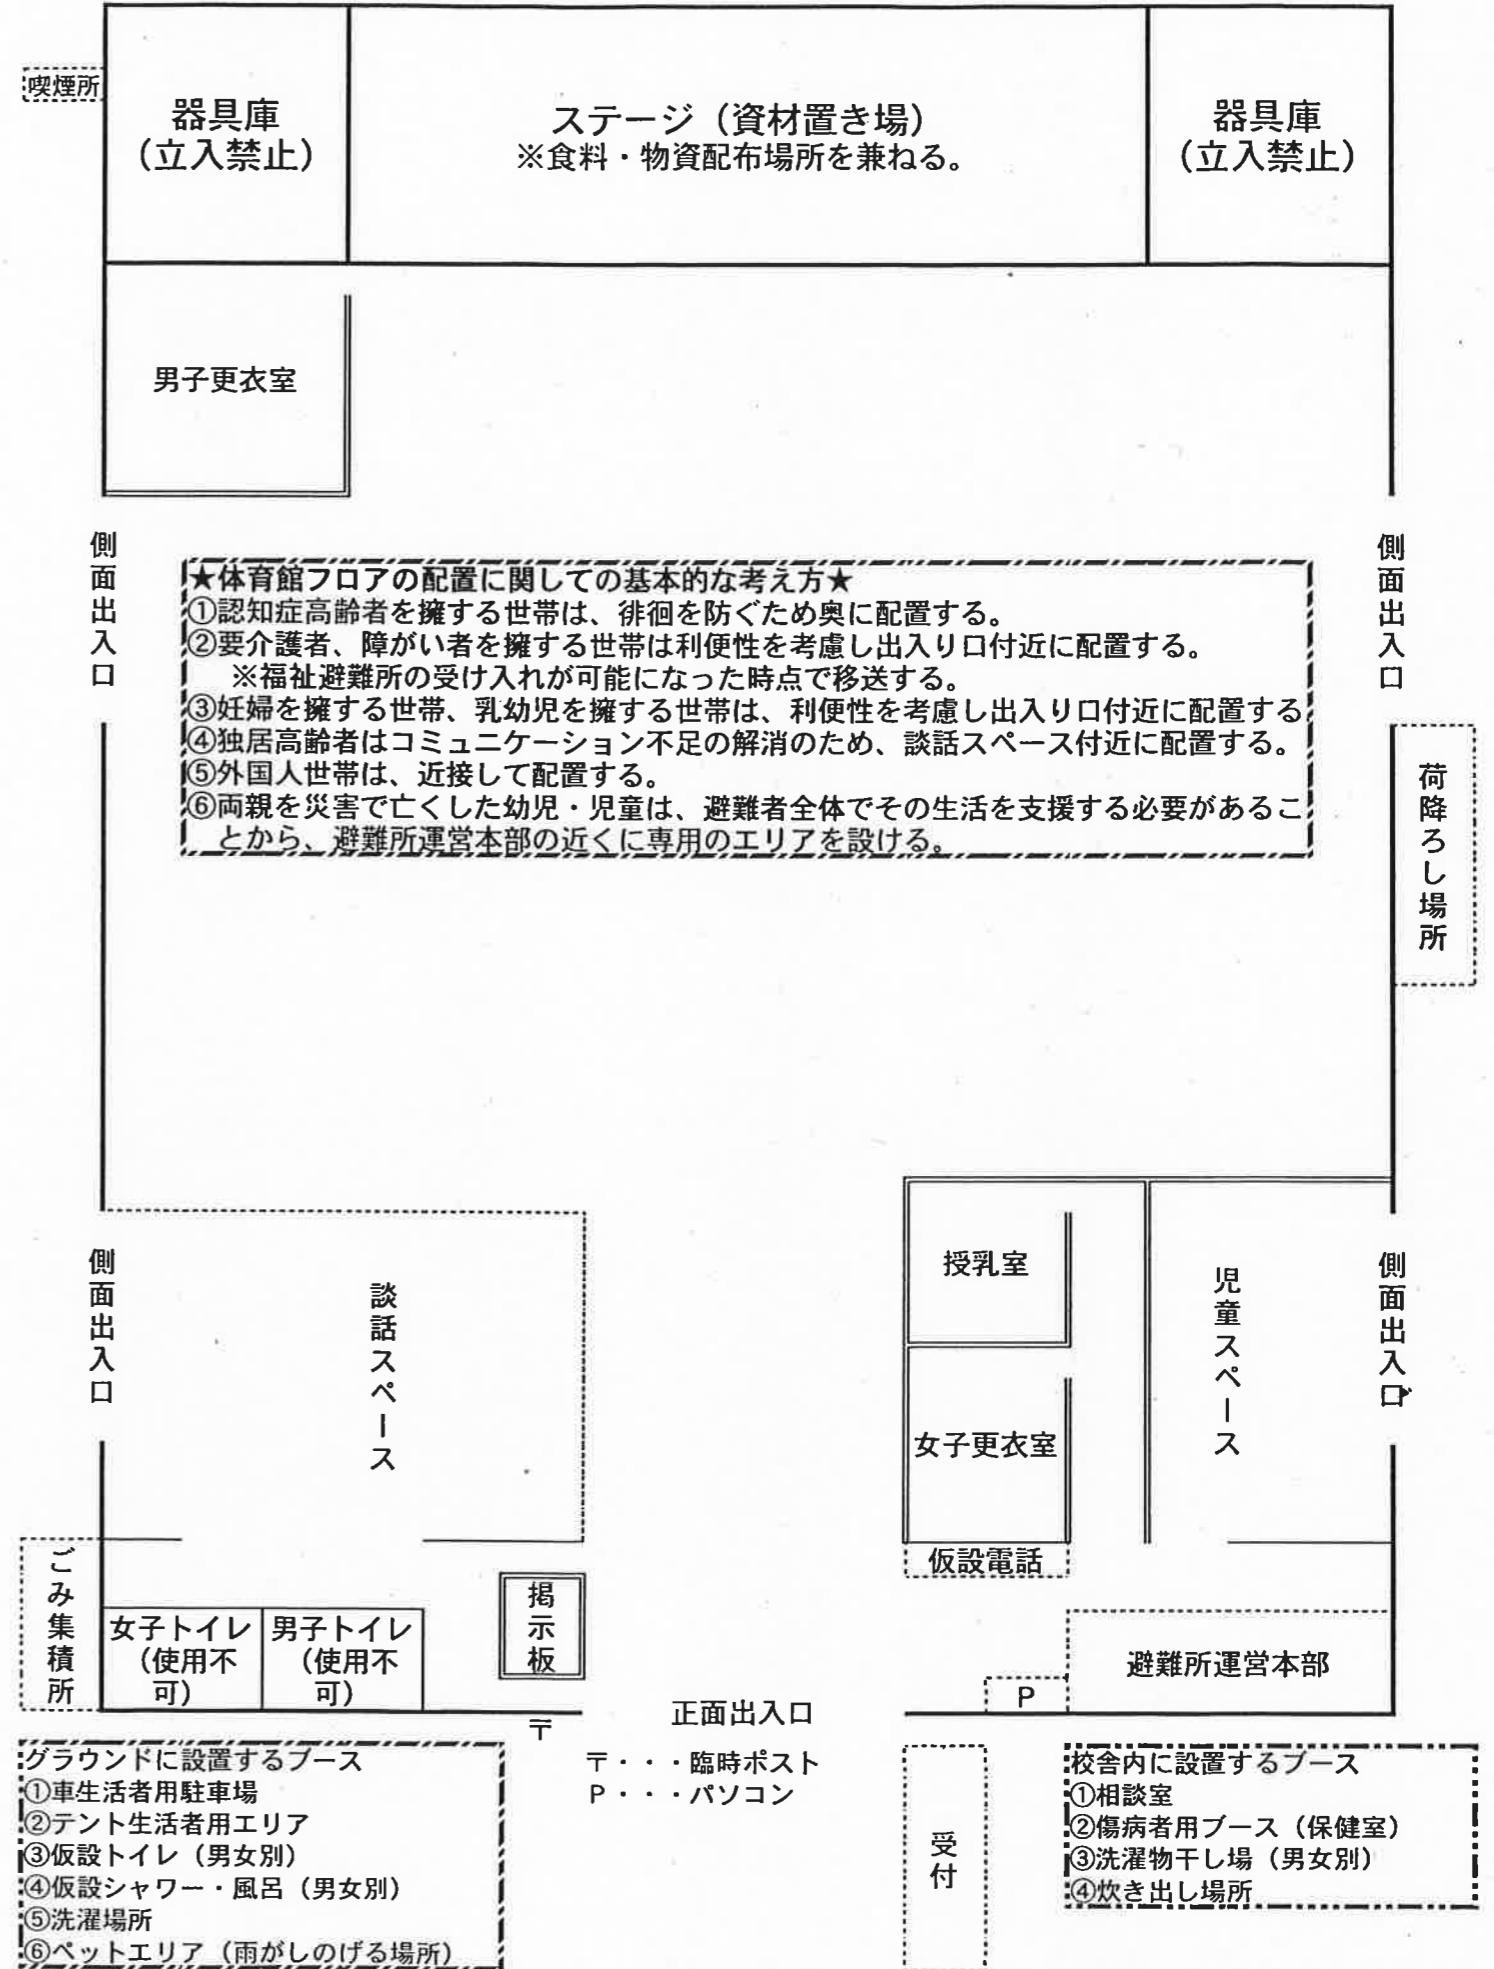 喫煙所
器具庫
(立入禁止)
ステージ（資材置き場）
※食料・物資配布場所を兼ねる。
器具庫
(立入禁止)
男子更衣室
側面出入口
側面出入口
★体育館フロアの配置に関しての基本的な考え方★
①認知症高齢者を擁する世帯は、徘徊を防ぐため奥に配置する。
②要介護者、障がい者を擁する世帯は利便性を考慮し出入り口付近に配置する。
※福祉避難所の受け入れが可能になった時点で移送する。
③妊婦を擁する世帯、乳幼児を擁する世帯は、利便性を考慮し出入り口付近に配置する
④独居高齢者はコミュニケーション不足の解消のため、談話スペース付近に配置する。
⑤外国人世帯は、近接して配置する。
⑥両親を災害で亡くした幼児・児童は、避難者全体でその生活を支援する必要があるこ
とから、避難所運営本部の近くに専用のエリアを設ける。
荷降ろし場所
側面出入口
談話スペース
授乳室
児童スペース
側面出入口
女子更衣室
仮設電話
ごみ集積所
女子トイレ
（使用不
可）
男子トイレ
（使用不
可）
掲示板
避難所運営本部
P
正面出入口
〒
〒・・・臨時ポスト
P・・・パソコン
受付
グラウンドに設置するブース
①車生活者用駐車場
②テント生活者用エリア
③仮設トイレ（男女別）
④仮設シャワー・風呂（男女別）
⑤洗濯場所
⑥ペットエリア（雨がしのげる場所）
校舎内に設置するブース
①相談室
②傷病者用ブース（保健室）
③洗濯物干し場（男女別）
④炊き出し場所